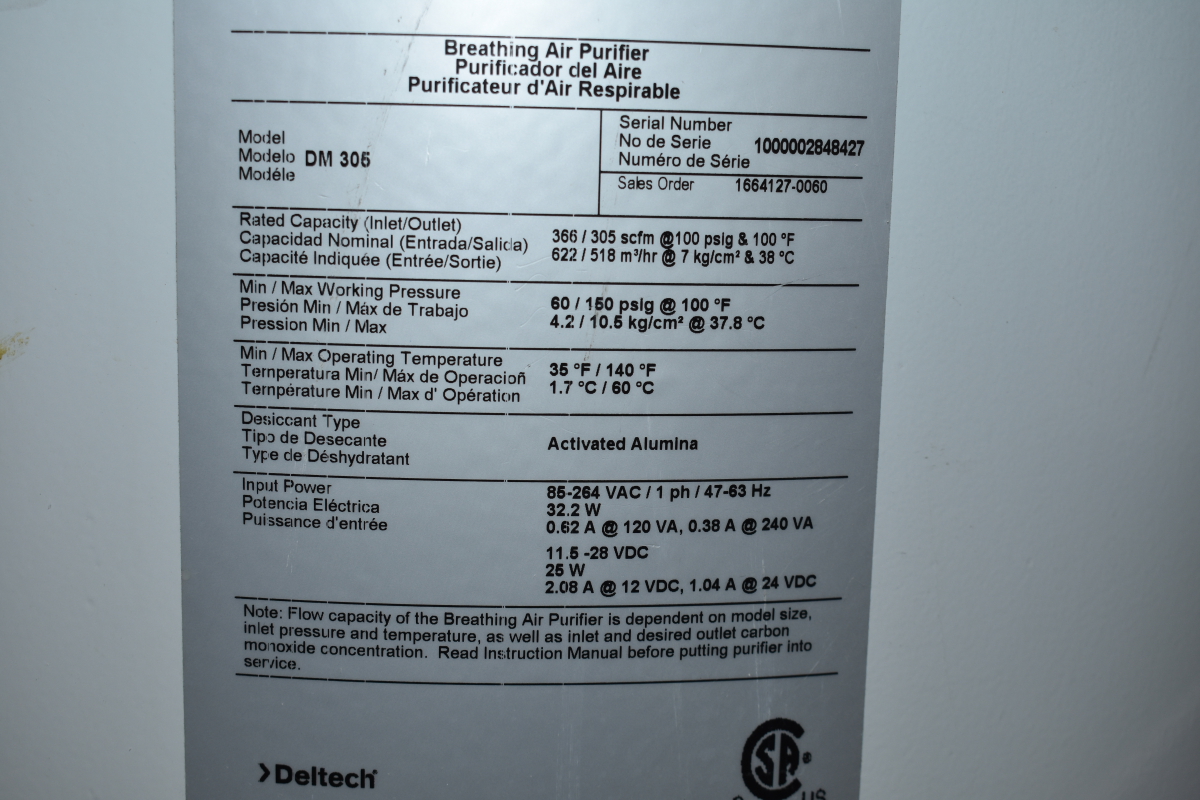 Breathing Air Purifier
Purificador del Aire
Purificateur d'Air Respirable
Model
Modelo DM 305
Modéle
Serial Number
No de Serie 1000002848427
Numéro de Série
Sales Order 1664127-0060
Rated Capacity (Inlet/Outlet)
Capacidad Nominal (Entrada/Salida) 366 / 305 scfm @100 psig & 100 °F
Capacité Indiquée (Entrée/Sortie) 622 / 518 m³/hr @ 7 kg/cm² & 38 °C
Min / Max Working Pressure
Presión Min / Máx de Trabajo 60 / 150 psig @ 100 °F
Pression Min / Max 4.2 / 10.5 kg/cm² @ 37.8 °C
Min / Max Operating Temperature
Temperatura Min/ Máx de Operacioñ 35 °F / 140 °F
Température Min / Max d' Opération 1.7 °C / 60 °C
Desiccant Type
Tipo de Desecante Activated Alumina
Type de Déshydratant
Input Power 85-264 VAC / 1 ph / 47-63 Hz
Potencia Eléctrica 32.2 W
Puissance d'entrée 0.62 A @ 120 VA, 0.38 A @ 240 VA
11.5 -28 VDC
25 W
2.08 A @ 12 VDC, 1.04 A @ 24 VDC
Note: Flow capacity of the Breathing Air Purifier is dependent on model size,
inlet pressure and temperature, as well as inlet and desired outlet carbon
monoxide concentration. Read Instruction Manual before putting purifier into
service.
Deltech
SA ®
US